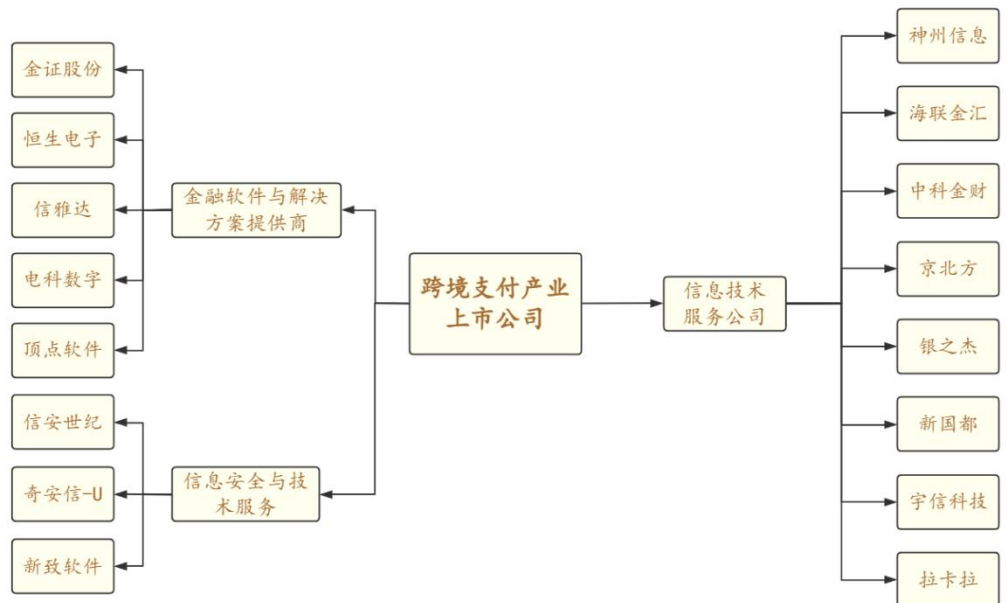 跨境支付产业
上市公司
金融软件与解决
方案提供商
金证股份
恒生电子
信雅达
电科数字
顶点软件
信息安全与技
术服务
信安世纪
奇安信-U
新致软件
信息技术
服务公司
神州信息
海联金汇
中科金财
京北方
银之杰
新国都
宇信科技
拉卡拉